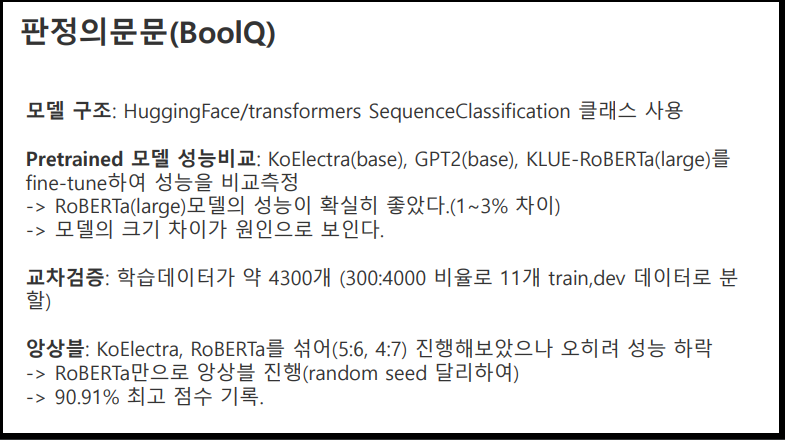 판정의문문(BoolQ)
모델 구조: HuggingFace/transformers SequenceClassification 클래스 사용
Pretrained 모델 성능비교: KoElectra(base), GPT2(base), KLUE-RoBERTa(large)를
fine-tune하여 성능을 비교측정
-> RoBERTa(large)모델의 성능이 확실히 좋았다.(1~3% 차이)
-> 모델의 크기 차이가 원인으로 보인다.
교차검증: 학습데이터가 약 4300개 (300:4000 비율로 11개 train,dev 데이터로 분
할)
앙상블: KoElectra, RoBERTa를 섞어(5:6, 4:7) 진행해보았으나 오히려 성능 하락
-> RoBERTa만으로 앙상블 진행(random seed 달리하여)
-> 90.91% 최고 점수 기록.